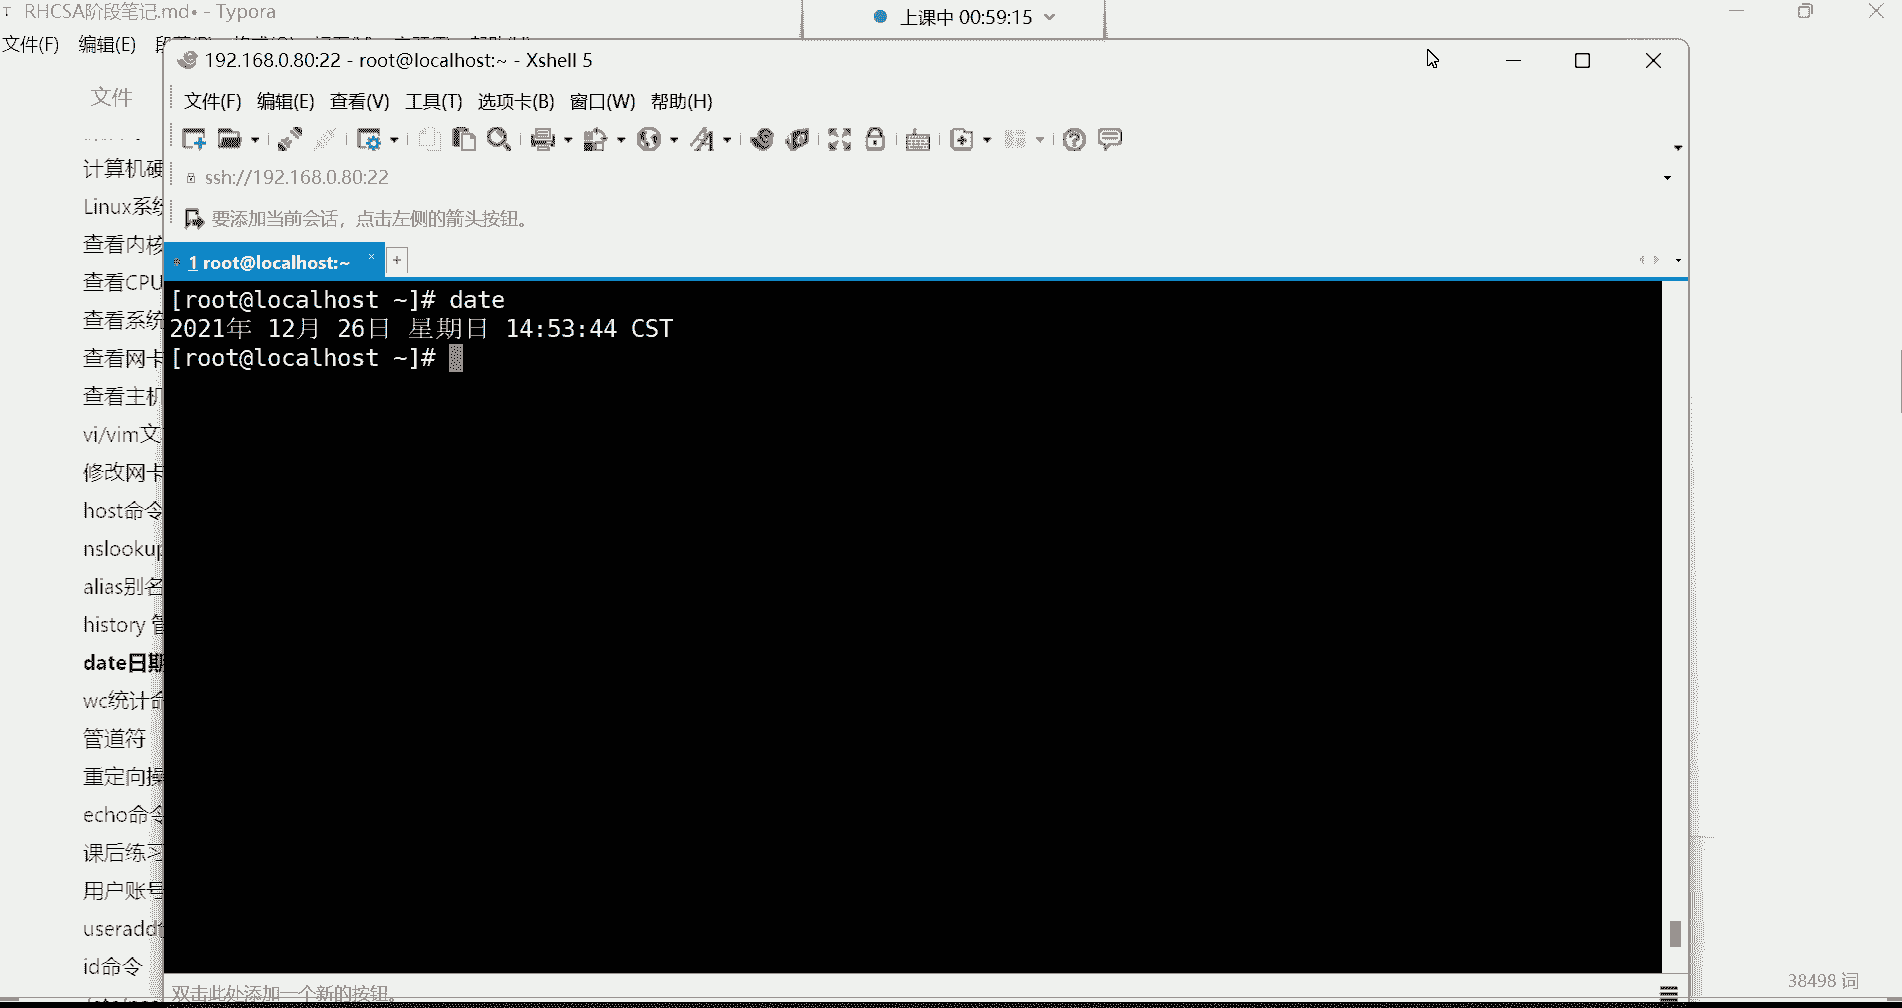 RHCSA阶段笔记.md• - Typora
上课中 00:59:15
文件(F) 编辑(E)
192.168.0.80:22 - root@localhost:~ - Xshell 5
文件
文件(F) 编辑(E) 查看(V) 工具(T) 选项卡(B) 窗口(W) 帮助(H)
ssh://192.168.0.80:22
要添加当前会话，点击左侧的箭头按钮。
1 root@localhost:~
[root@localhost ~]# date
2021年 12月 26日 星期日 14:53:44 CST
[root@localhost ~]#
计算机硬
Linux系统
查看内核
查看CPU
查看系统
查看网卡
查看主机
vi/vim文
修改网卡
host命令
nslookup
alias别名
history 管
date日期
wc统计命
管道符
重定向操
echo命令
课后练习
用户账号
useradd
id命令
双击此处添加一个新的按钮。
38498 词